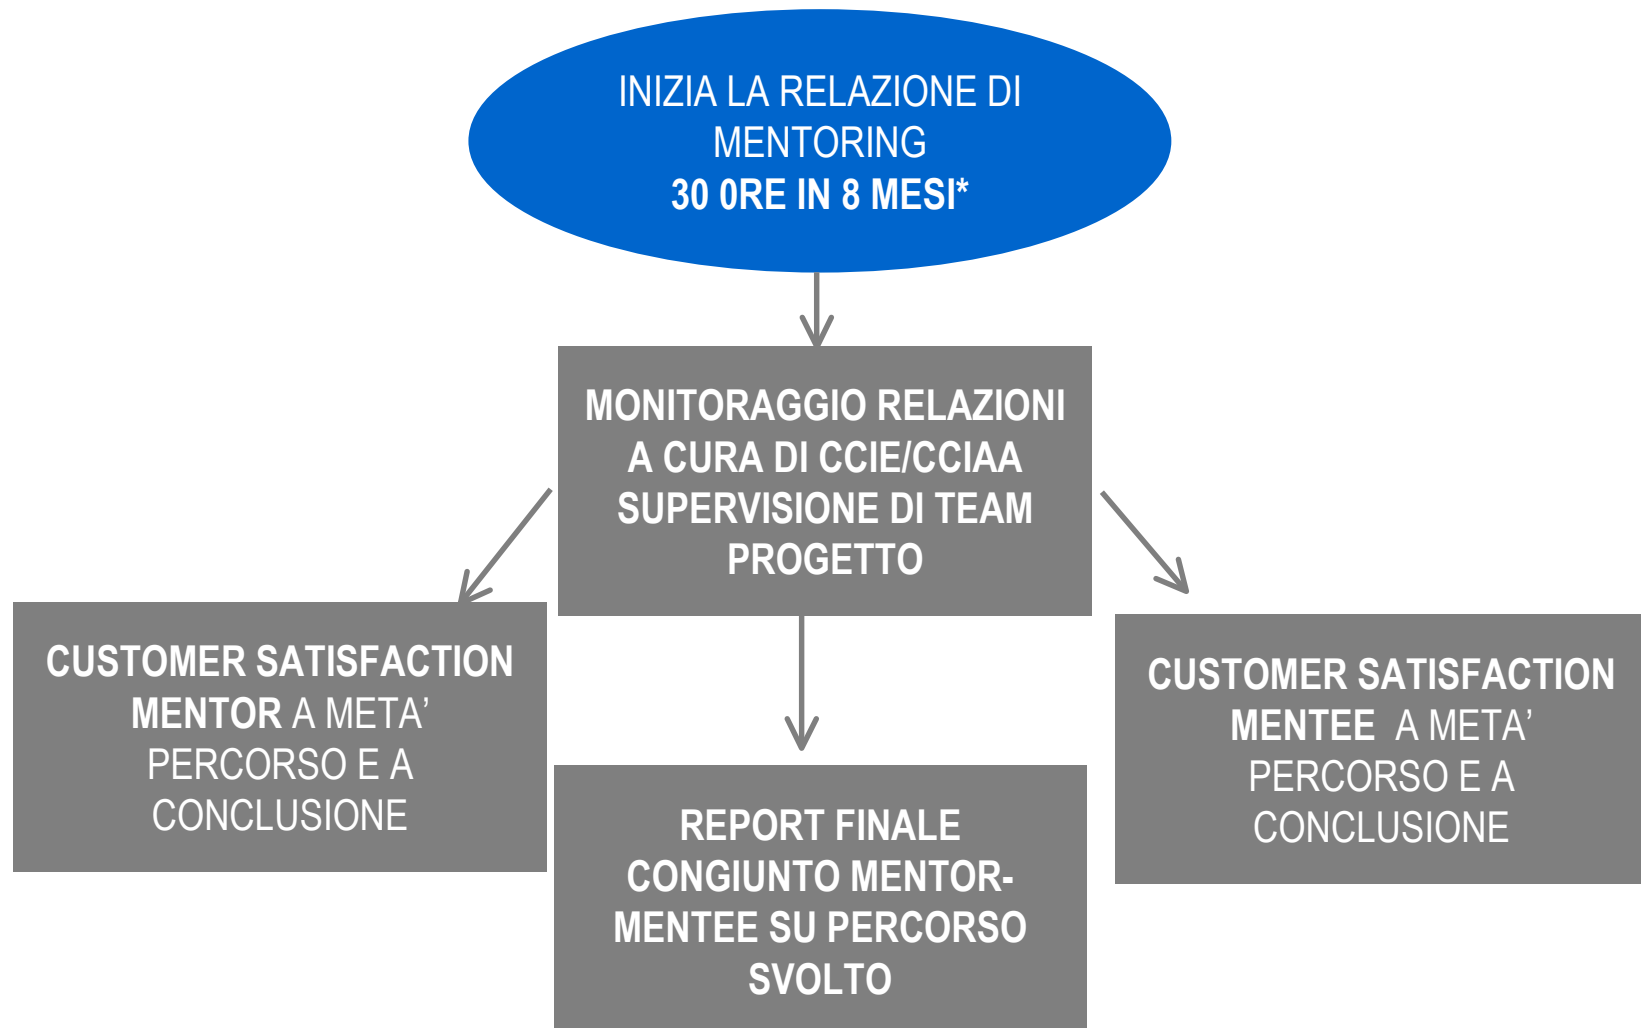 INIZIA LA RELAZIONE DI
MENTORING
30 0RE IN 8 MESI*
MONITORAGGIO RELAZIONI
A CURA DI CCIE/CCIAA
SUPERVISIONE DI TEAM
PROGETTO
CUSTOMER SATISFACTION
MENTOR A META’
PERCORSO E A
CONCLUSIONE
REPORT FINALE
CONGIUNTO MENTOR-
MENTEE SU PERCORSO
SVOLTO
CUSTOMER SATISFACTION
MENTEE A META’
PERCORSO E A
CONCLUSIONE